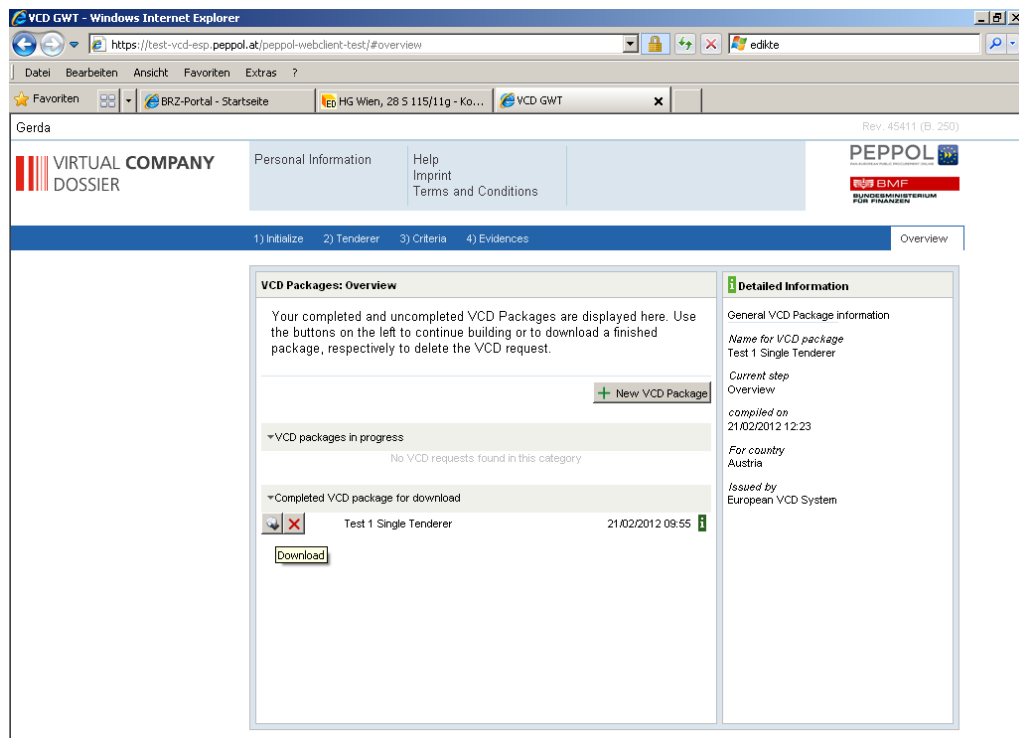 VCD GWT - Windows Internet Explorer
https://test-vcd-esp.peppol.at/peppol-webclient-test/#overview
edikte
Datei Bearbeiten Ansicht Favoriten Extras ?
Favoriten BRZ-Portal - Startseite ED HG Wien, 28 S 115/11g - Ko... VCD GWT
Gerda Rev. 45411 (B. 250)
VIRTUAL COMPANY
DOSSIER
Personal Information
Help
Imprint
Terms and Conditions
PEPPOL
PAN-EUROPEAN PUBLIC PROCUREMENT ONLINE
BMF
BUNDESMINISTERIUM
FÜR FINANZEN
1) Initialize 2) Tenderer 3) Criteria 4) Evidences Overview
VCD Packages: Overview
Your completed and uncompleted VCD Packages are displayed here. Use
the buttons on the left to continue building or to download a finished
package, respectively to delete the VCD request.
New VCD Package
VCD packages in progress
No VCD requests found in this category
Completed VCD package for download
Test 1 Single Tenderer 21/02/2012 09:55 i
Download
i Detailed Information
General VCD Package information
Name for VCD package
Test 1 Single Tenderer
Current step
Overview
compiled on
21/02/2012 12:23
For country
Austria
Issued by
European VCD System